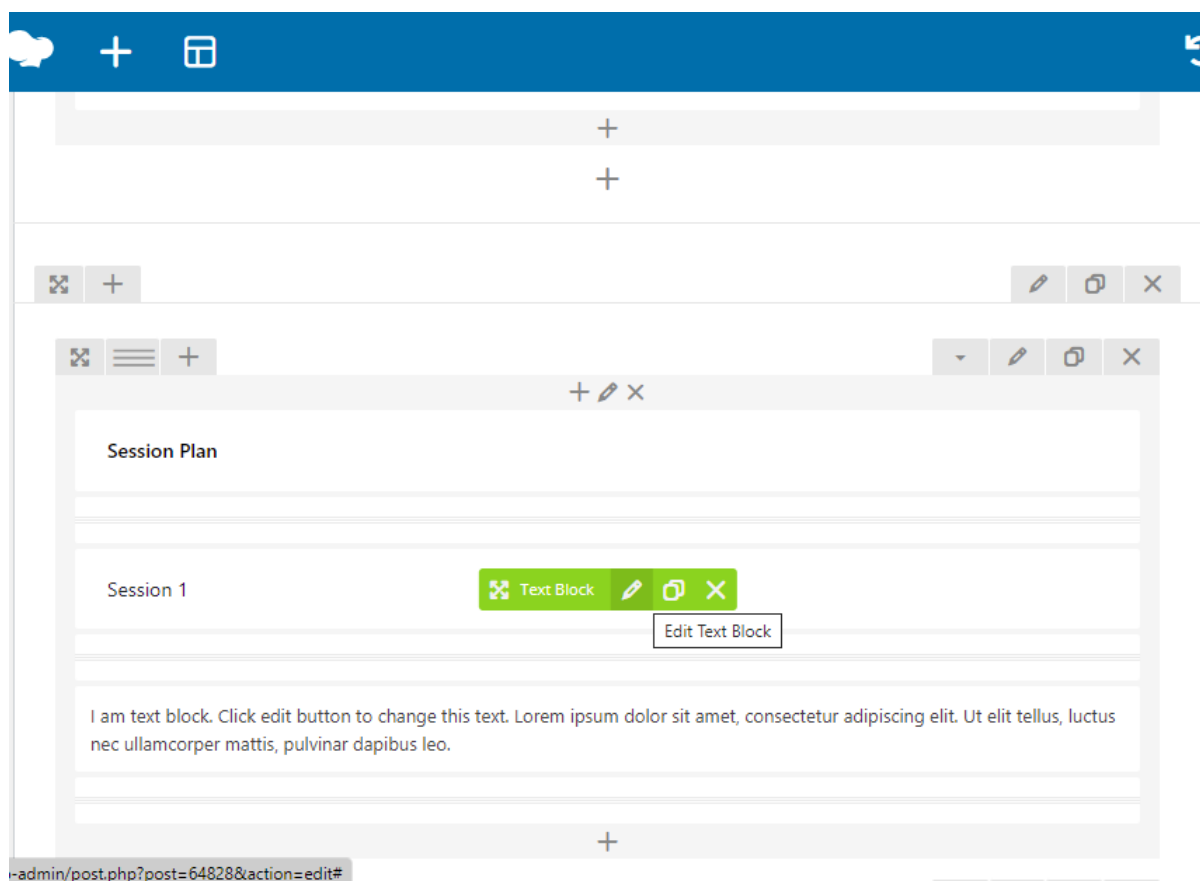 Session Plan
Session 1
Text Block
Edit Text Block
I am text block. Click edit button to change this text. Lorem ipsum dolor sit amet, consectetur adipiscing elit. Ut elit tellus, luctus
nec ullamcorper mattis, pulvinar dapibus leo.
-admin/post.php?post=64828&action=edit#